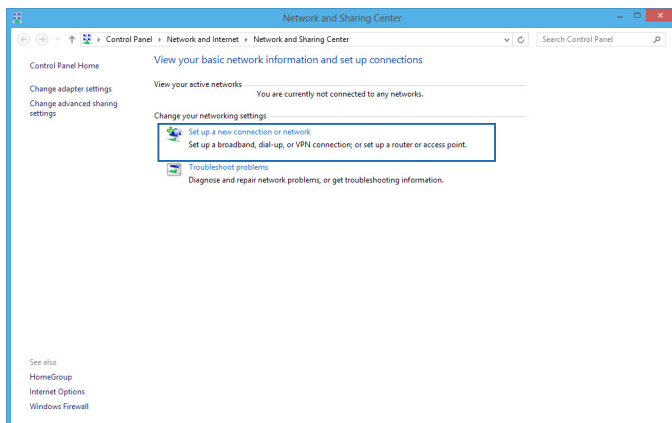 Network and Sharing Center
Control Panel ▸ Network and Internet ▸ Network and Sharing Center
Search Control Panel
Control Panel Home
Change adapter settings
Change advanced sharing
settings
View your basic network information and set up connections
View your active networks
You are currently not connected to any networks.
Change your networking settings
Set up a new connection or network
Set up a broadband, dial-up, or VPN connection; or set up a router or access point.
Troubleshoot problems
Diagnose and repair network problems, or get troubleshooting information.
See also
HomeGroup
Internet Options
Windows Firewall